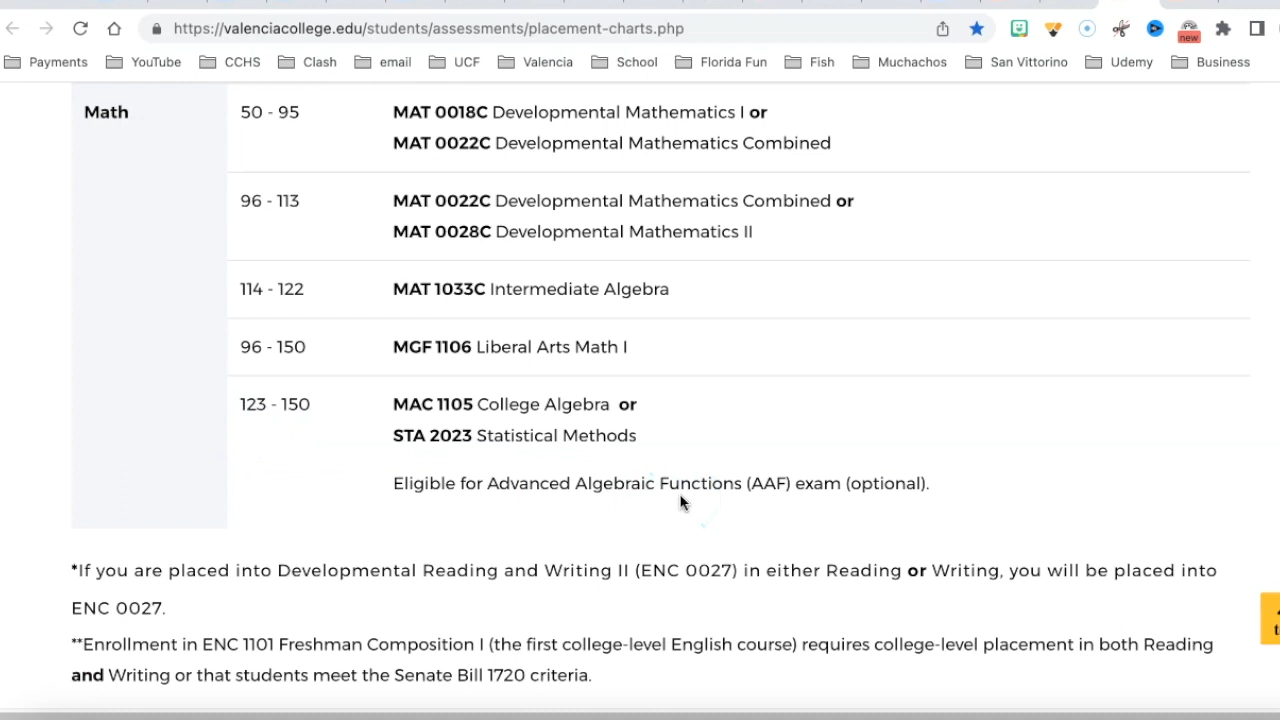 https://valenciacollege.edu/students/assessments/placement-charts.php
new
Payments YouTube CCHS Clash email UCF Valencia School Florida Fun Fish Muchachos San Vittorino Udemy Business
Math 50 - 95 MAT 0018C Developmental Mathematics I or
MAT 0022C Developmental Mathematics Combined
96 - 113 MAT 0022C Developmental Mathematics Combined or
MAT 0028C Developmental Mathematics II
114 - 122 MAT 1033C Intermediate Algebra
96 - 150 MGF 1106 Liberal Arts Math I
123 - 150 MAC 1105 College Algebra or
STA 2023 Statistical Methods
Eligible for Advanced Algebraic Functions (AAF) exam (optional).
*If you are placed into Developmental Reading and Writing II (ENC 0027) in either Reading or Writing, you will be placed into
ENC 0027.
**Enrollment in ENC 1101 Freshman Composition I (the first college-level English course) requires college-level placement in both Reading
and Writing or that students meet the Senate Bill 1720 criteria.